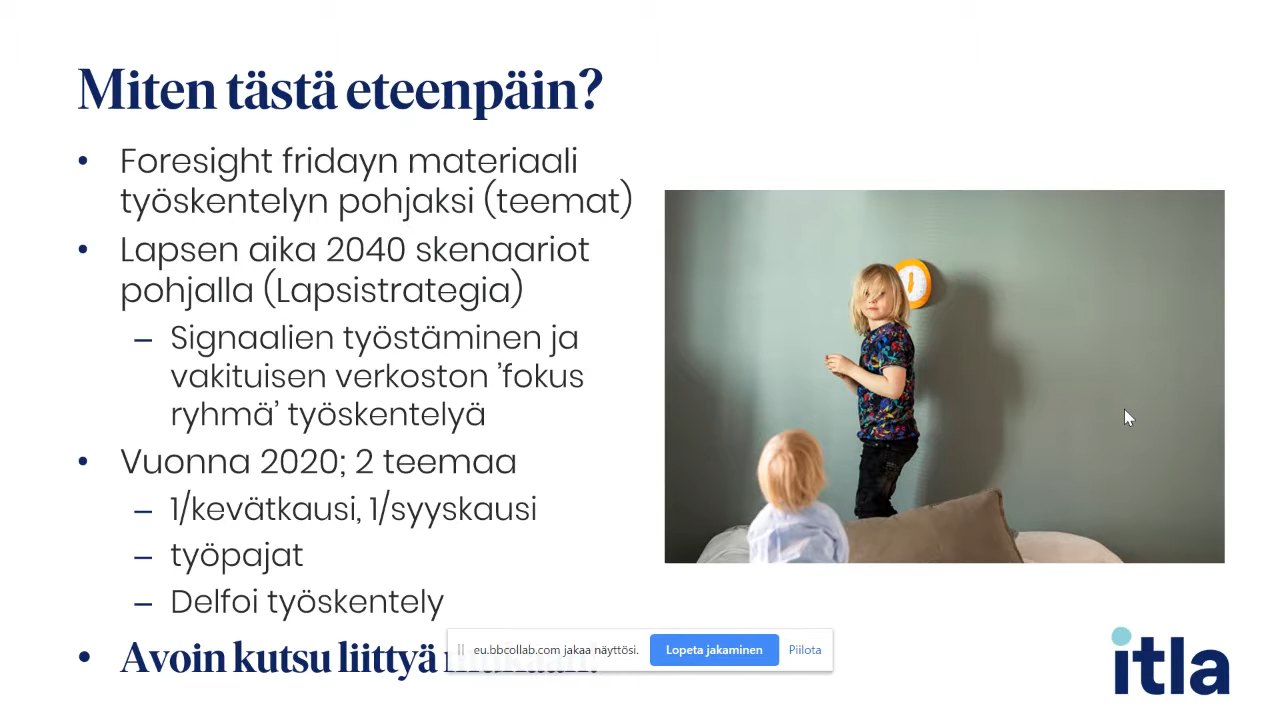 Miten tästä eteenpäin?
• Foresight fridayn materiaali
työskentelyn pohjaksi (teemat)
• Lapsen aika 2040 skenaariot
pohjalla (Lapsistrategia)
– Signaalien työstäminen ja
vakituisen verkoston ’fokus
ryhmä’ työskentelyä
• Vuonna 2020; 2 teemaa
– 1/kevätkausi, 1/syyskausi
– työpajat
– Delfoi työskentely
• Avoin kutsu liittyä
eu.bbcollab.com jakaa näyttösi.
Lopeta jakaminen
Piilota
itla